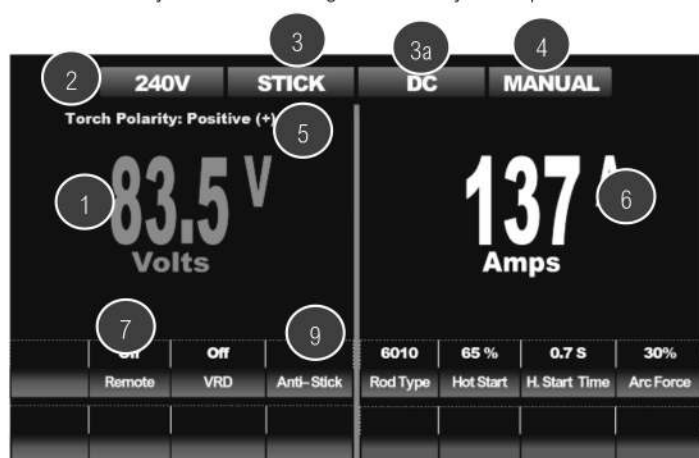 3
3a
4
2
240V
STICK
DC
MANUAL
Torch Polarity: Positive (+)
5
1
83.5 V
Volts
137
6
Amps
7
9
Off
6010
65 %
0.7 S
30%
Remote
VRD
Anti-Stick
Rod Type
Hot Start
H. Start Time
Arc Force